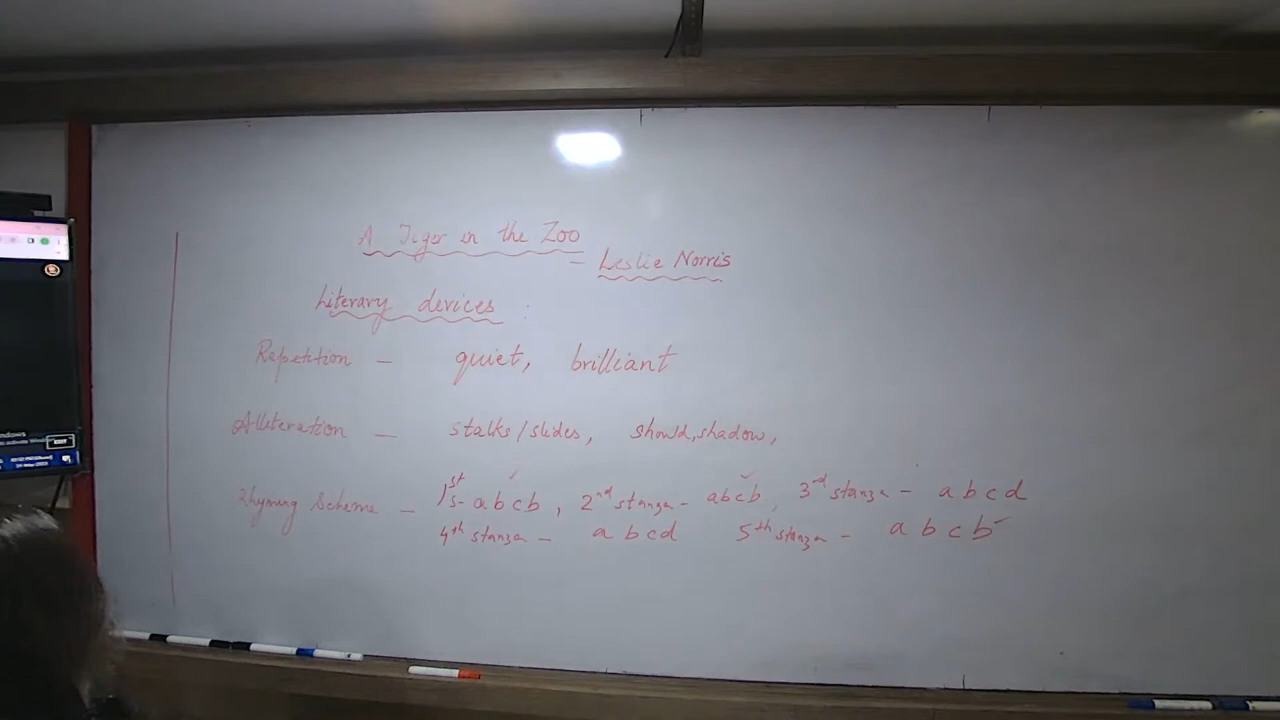 A Tiger in the Zoo
- Leslie Norris
Literary devices :
Repetition - quiet, brilliant
Alliteration - stalks/slides, should, shadow,
Rhyming Scheme - 1st s- abcb, 2nd stanza - abcb, 3rd stanza - abcd
4th stanza - abcd 5th stanza - abcb
EXIT